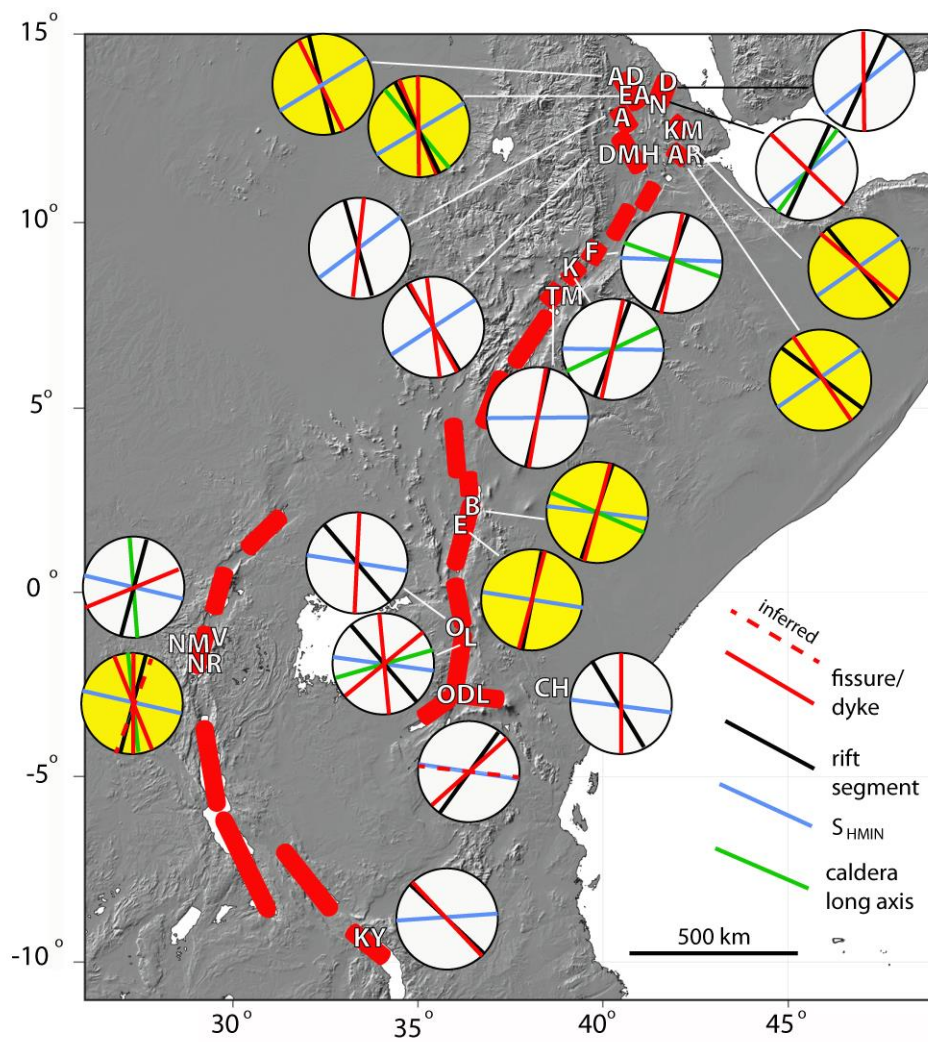 15°
10°
5°
0°
-5°
-10°
30°
35°
40°
45°
AD
D
EA
N
A
KM
DMH
AR
F
K
TM
B
E
O
L
NM
V
NR
ODL
CH
KY
inferred
fissure/
dyke
rift
segment
SHMIN
caldera
long axis
500 km